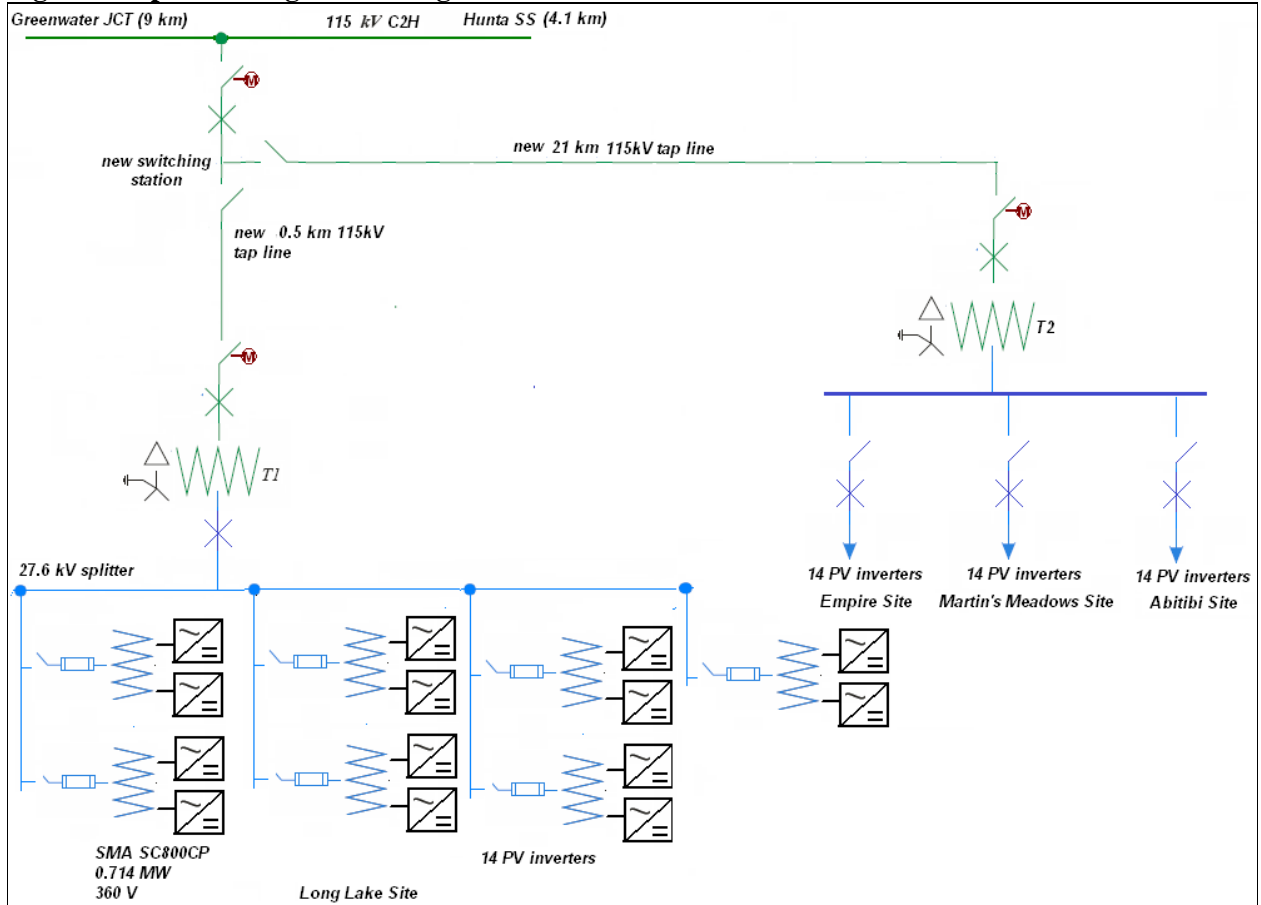 Greenwater JCT (9 km) 115 kV C2H Hunta SS (4.1 km)
M
new switching
station
new 21 km 115kV tap line
M
new 0.5 km 115kV
tap line
M
T2
T1
27.6 kV splitter
14 PV inverters
Empire Site
14 PV inverters
Martin's Meadows Site
14 PV inverters
Abitibi Site
SMA SC800CP
0.714 MW
360 V
14 PV inverters
Long Lake Site